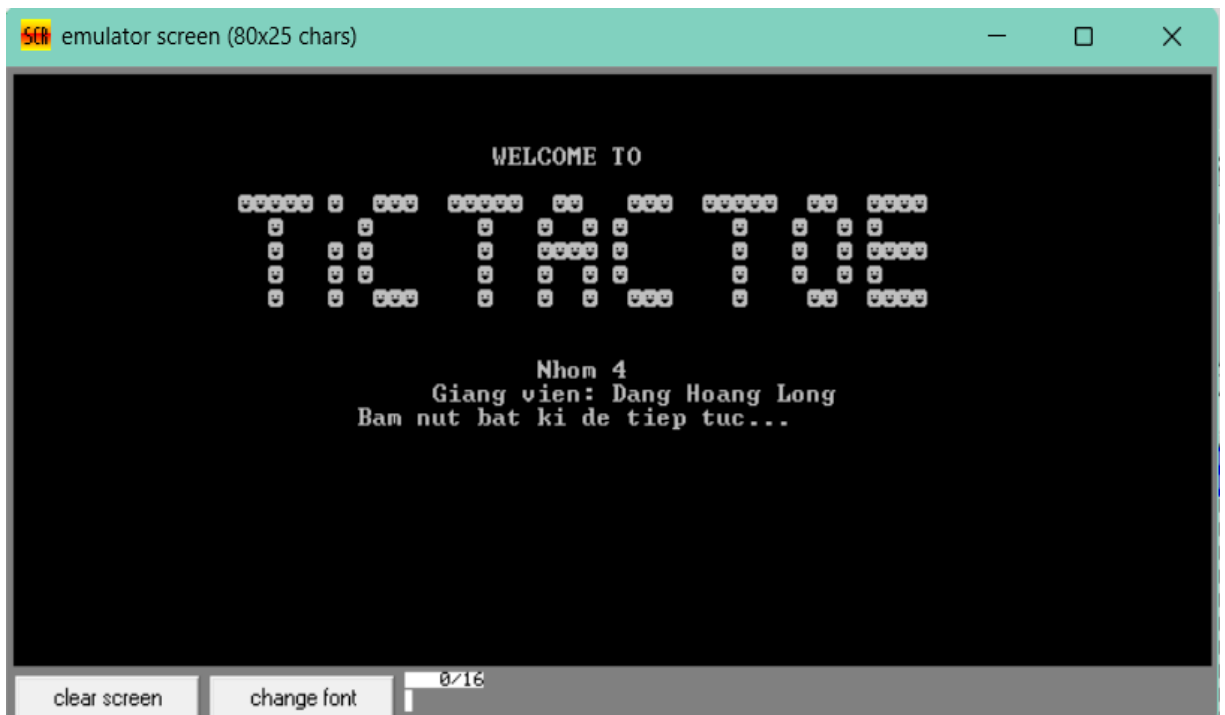 SCR emulator screen (80x25 chars)
WELCOME TO
TiC TAC TOE
Nhom 4
Giang vien: Dang Hoang Long
Bam nut bat ki de tiep tuc...
clear screen
change font
0/16